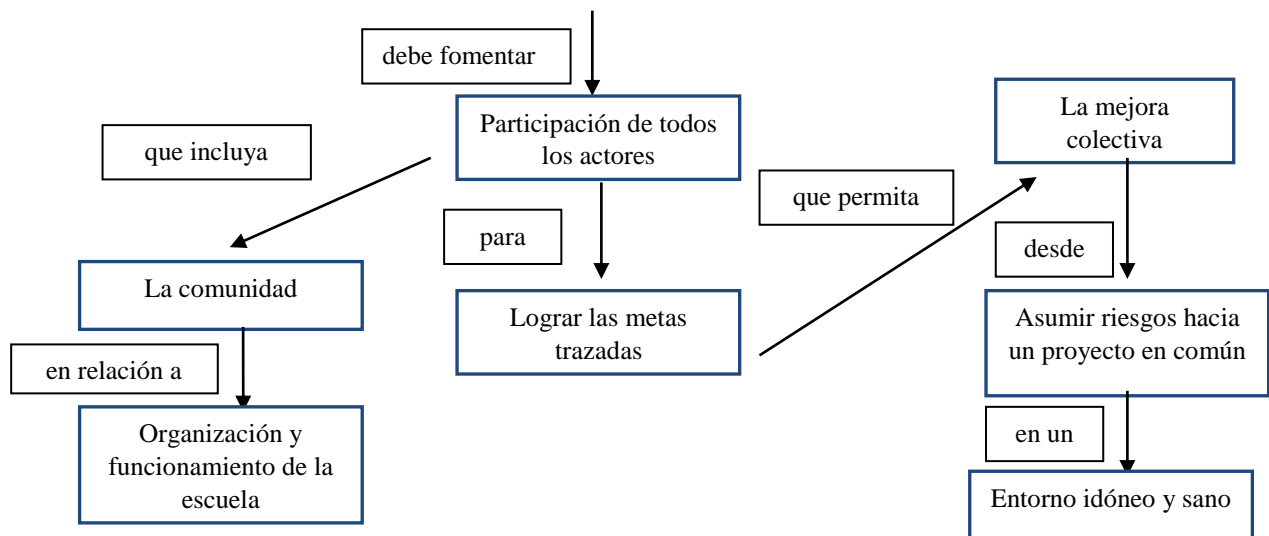 debe fomentar
Participación de todos
los actores
La mejora
colectiva
que incluya
que permita
para
desde
La comunidad
Lograr las metas
trazadas
Asumir riesgos hacia
un proyecto en común
en relación a
en un
Organización y
funcionamiento de la
escuela
Entorno idóneo y sano